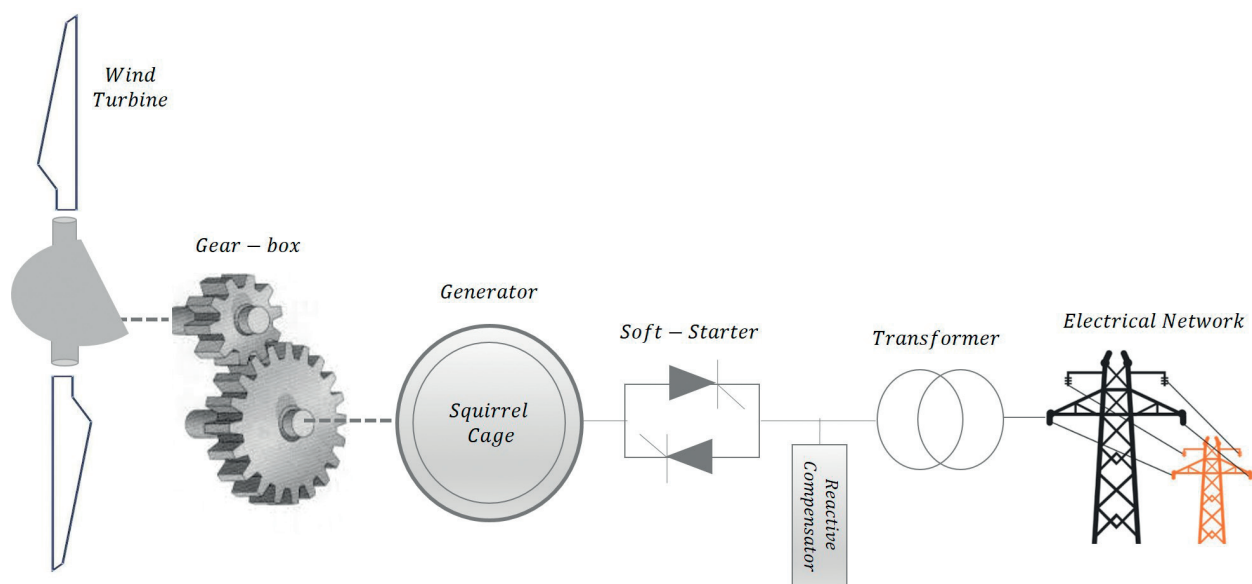 Wind
Turbine
Gear – box
Generator
Squirrel
Cage
Soft – Starter
Reactive
Compensator
Transformer
Electrical Network